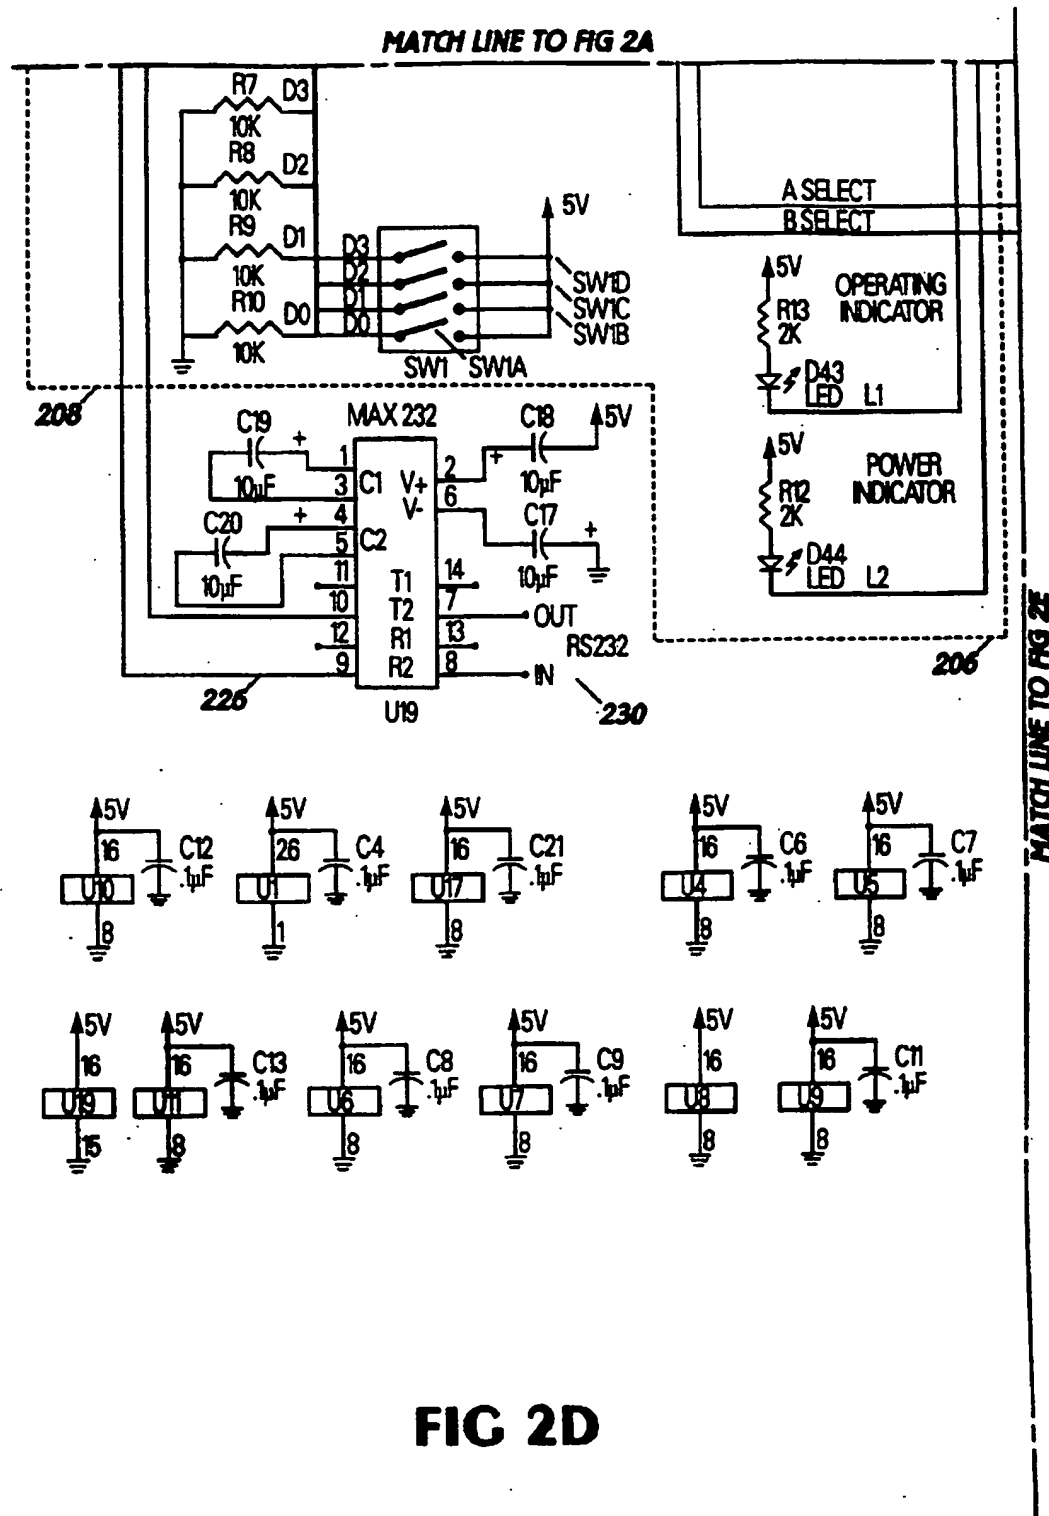 MATCH LINE TO FIG 2A
R7 D3
10K
R8 D2
10K
R9 D1
10K
R10 D0
10K
D3
D2
D1
D0
SW1 SW1A
5V
SW1D
SW1C
SW1B
A SELECT
B SELECT
5V
R13
2K
OPERATING
INDICATOR
D43
LED L1
5V
R12
2K
POWER
INDICATOR
D44
LED L2
208
206
MAX 232
C19 +
10µF
C20 +
10µF
1
3
4
5
11
10
12
9
C1
C2
V+
V-
T1
T2
R1
R2
2
6
14
7
13
8
+ C18
10µF
5V
C17 +
10µF
OUT
RS232
IN
226
230
U19
MATCH LINE TO FIG 2E
5V
16 C12
.1µF
U10
8
5V
26 C4
.1µF
U1
1
5V
16 C21
.1µF
U17
8
5V
16 C6
.1µF
U4
8
5V
16 C7
.1µF
U5
8
5V
16
U19
15
5V
16 C13
.1µF
U11
8
5V
16 C8
.1µF
U6
8
5V
16 C9
.1µF
U7
8
5V
16
U8
8
5V
16 C11
.1µF
U9
8
FIG 2D